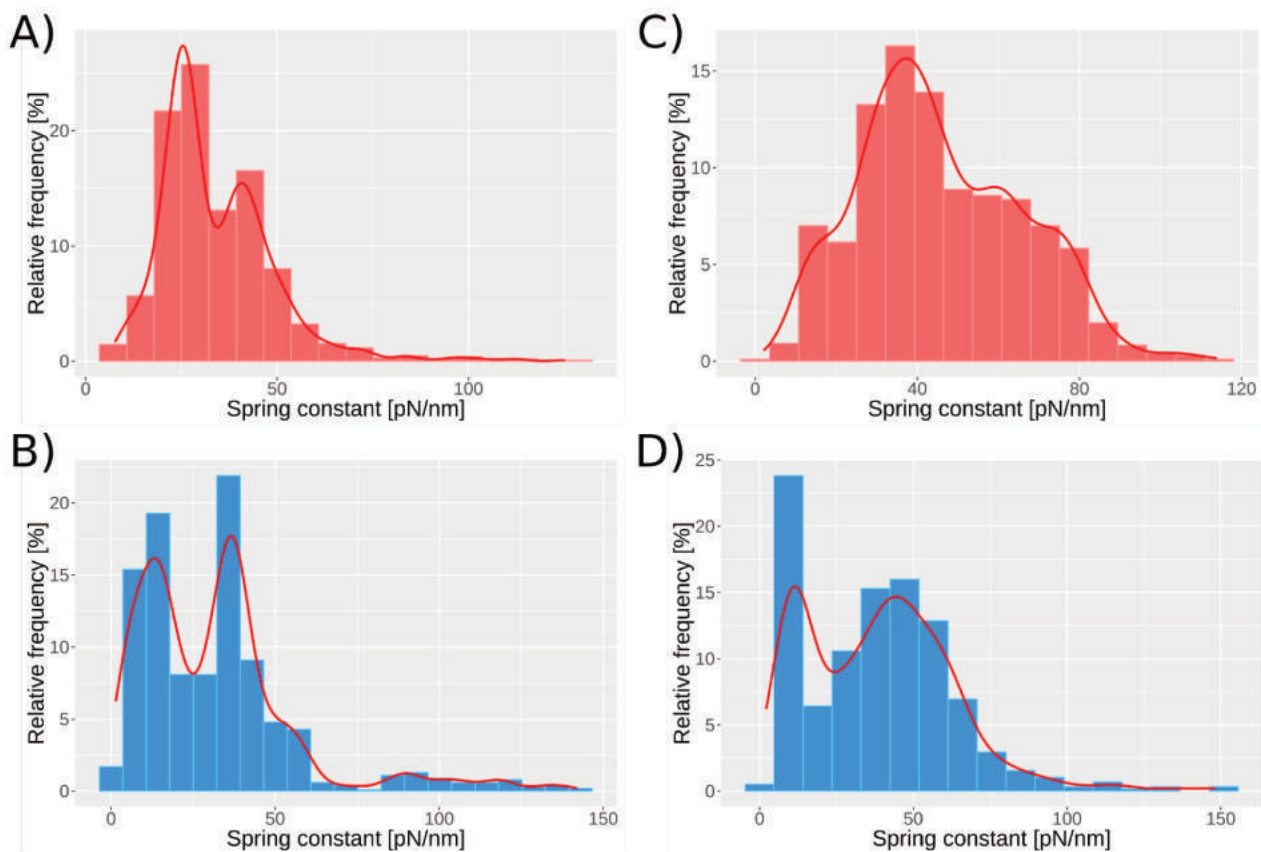 A)
Relative frequency [%]
20
10
0
0 50 100
Spring constant [pN/nm]
C)
Relative frequency [%]
15
10
5
0
0 40 80 120
Spring constant [pN/nm]
B)
Relative frequency [%]
20
15
10
5
0
0 50 100 150
Spring constant [pN/nm]
D)
Relative frequency [%]
25
20
15
10
5
0
0 50 100 150
Spring constant [pN/nm]